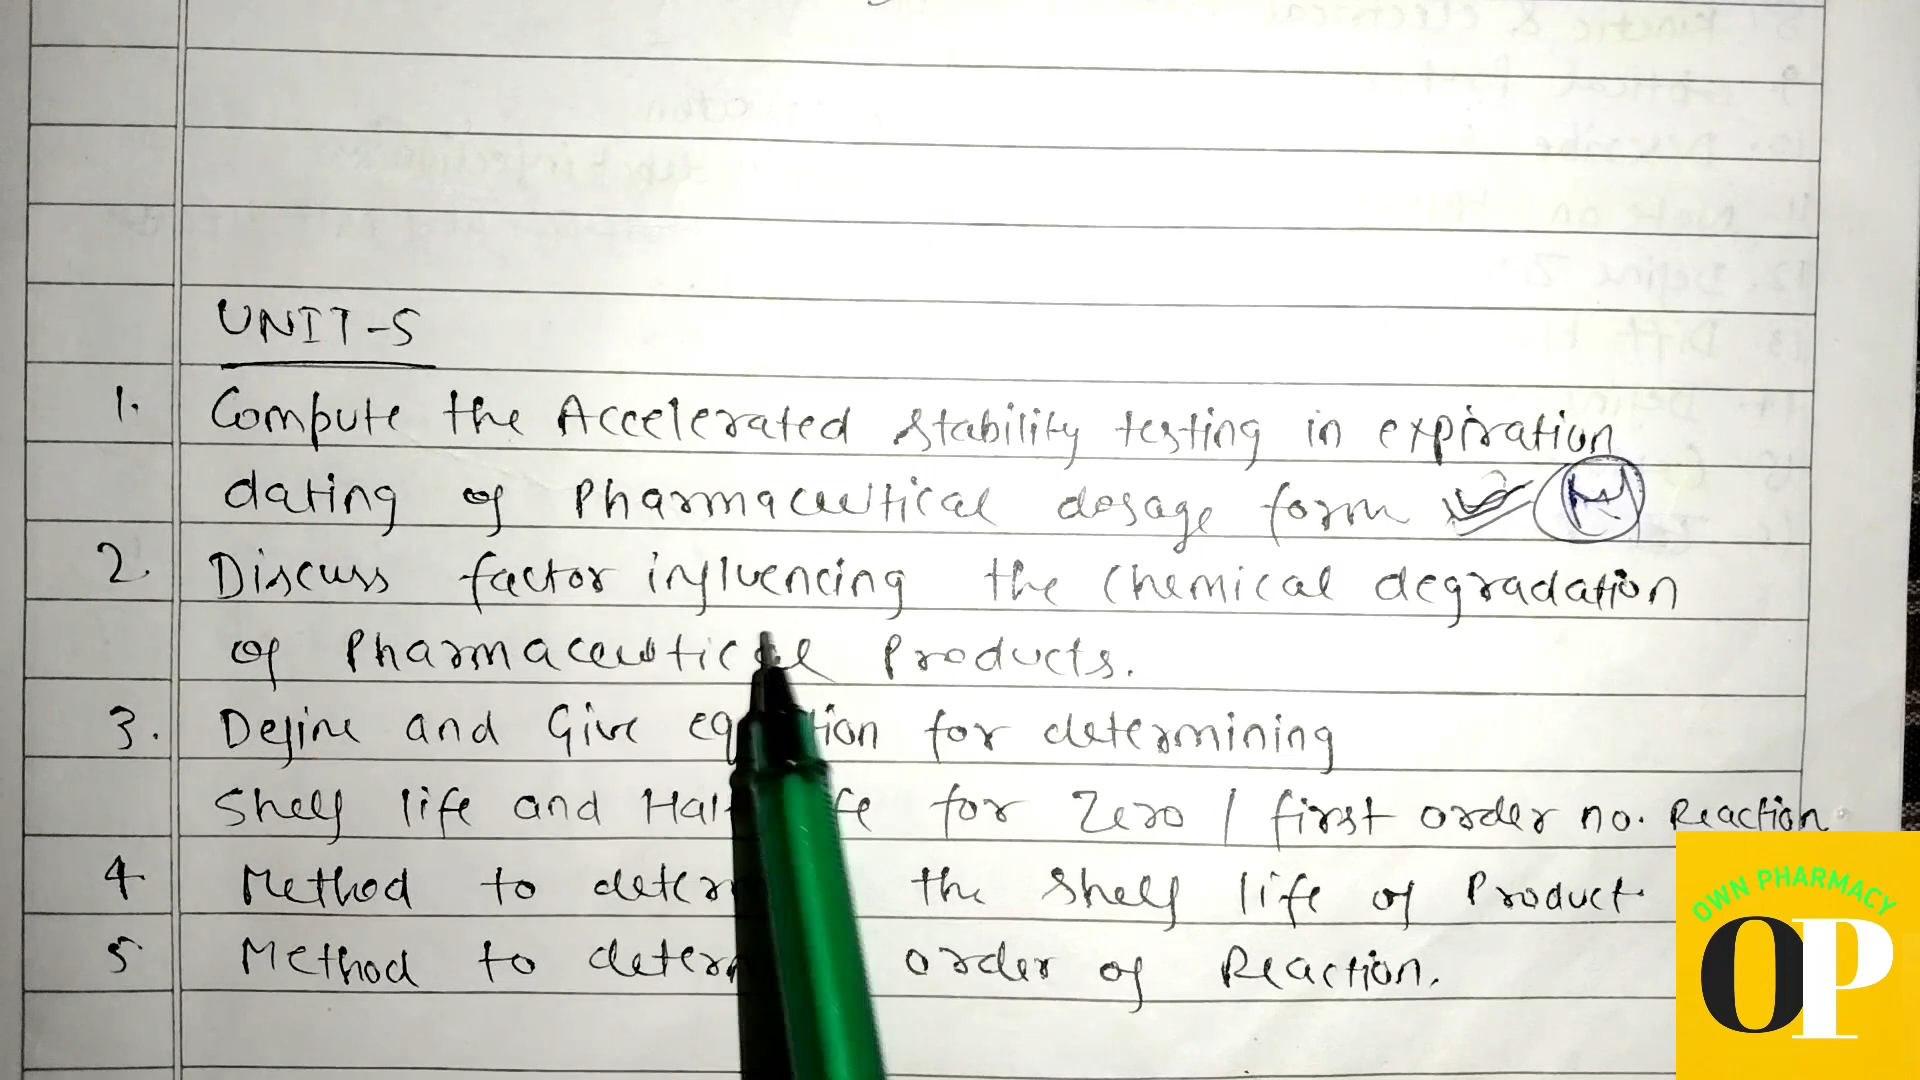 UNIT-5
1. Compute the Accelerated stability testing in expiration
dating of Pharmaceutical dosage form
2. Discuss factor influencing the chemical degradation
of Pharmaceutical Products.
3. Define and Give equation for determining
Shelf life and Half life for Zero / first order no. Reaction
4 Method to determ the Shelf life of Product.
5 Method to determ order of Reaction.
OWN PHARMACY
OP